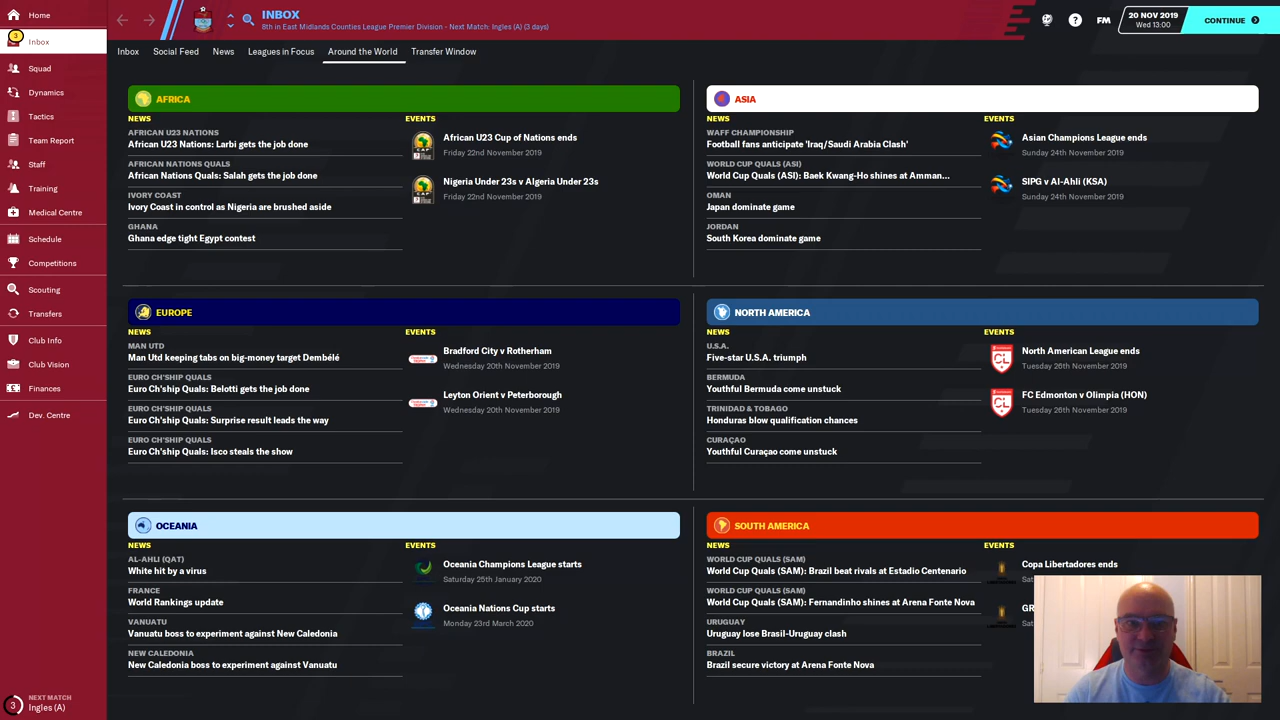 Home
3
Inbox
Squad
Dynamics
Tactics
Team Report
Staff
Training
Medical Centre
Schedule
Competitions
Scouting
Transfers
Club Info
Club Vision
Finances
Dev. Centre
3
NEXT MATCH
Ingles (A)
INBOX
8th in East Midlands Counties League Premier Division - Next Match: Ingles (A) (3 days)
FM
20 NOV 2019
Wed 13:00
CONTINUE
Inbox
Social Feed
News
Leagues in Focus
Around the World
Transfer Window
AFRICA
NEWS
AFRICAN U23 NATIONS
African U23 Nations: Larbi gets the job done
AFRICAN NATIONS QUALS
African Nations Quals: Salah gets the job done
IVORY COAST
Ivory Coast in control as Nigeria are brushed aside
GHANA
Ghana edge tight Egypt contest
EVENTS
African U23 Cup of Nations ends
Friday 22nd November 2019
Nigeria Under 23s v Algeria Under 23s
Friday 22nd November 2019
ASIA
NEWS
WAFF CHAMPIONSHIP
Football fans anticipate 'Iraq/Saudi Arabia Clash'
WORLD CUP QUALS (ASI)
World Cup Quals (ASI): Baek Kwang-Ho shines at Amman...
OMAN
Japan dominate game
JORDAN
South Korea dominate game
EVENTS
Asian Champions League ends
Sunday 24th November 2019
SIPG v Al-Ahli (KSA)
Sunday 24th November 2019
EUROPE
NEWS
MAN UTD
Man Utd keeping tabs on big-money target Dembélé
EURO CH'SHIP QUALS
Euro Ch'ship Quals: Belotti gets the job done
EURO CH'SHIP QUALS
Euro Ch'ship Quals: Surprise result leads the way
EURO CH'SHIP QUALS
Euro Ch'ship Quals: Isco steals the show
EVENTS
Bradford City v Rotherham
Wednesday 20th November 2019
Leyton Orient v Peterborough
Wednesday 20th November 2019
NORTH AMERICA
NEWS
U.S.A.
Five-star U.S.A. triumph
BERMUDA
Youthful Bermuda come unstuck
TRINIDAD & TOBAGO
Honduras blow qualification chances
CURAÇAO
Youthful Curaçao come unstuck
EVENTS
North American League ends
Tuesday 26th November 2019
FC Edmonton v Olimpia (HON)
Tuesday 26th November 2019
OCEANIA
NEWS
AL-AHLI (QAT)
White hit by a virus
FRANCE
World Rankings update
VANUATU
Vanuatu boss to experiment against New Caledonia
NEW CALEDONIA
New Caledonia boss to experiment against Vanuatu
EVENTS
Oceania Champions League starts
Saturday 25th January 2020
Oceania Nations Cup starts
Monday 23rd March 2020
SOUTH AMERICA
NEWS
WORLD CUP QUALS (SAM)
World Cup Quals (SAM): Brazil beat rivals at Estadio Centenario
WORLD CUP QUALS (SAM)
World Cup Quals (SAM): Fernandinho shines at Arena Fonte Nova
URUGUAY
Uruguay lose Brasil-Uruguay clash
BRAZIL
Brazil secure victory at Arena Fonte Nova
EVENTS
Copa Libertadores ends